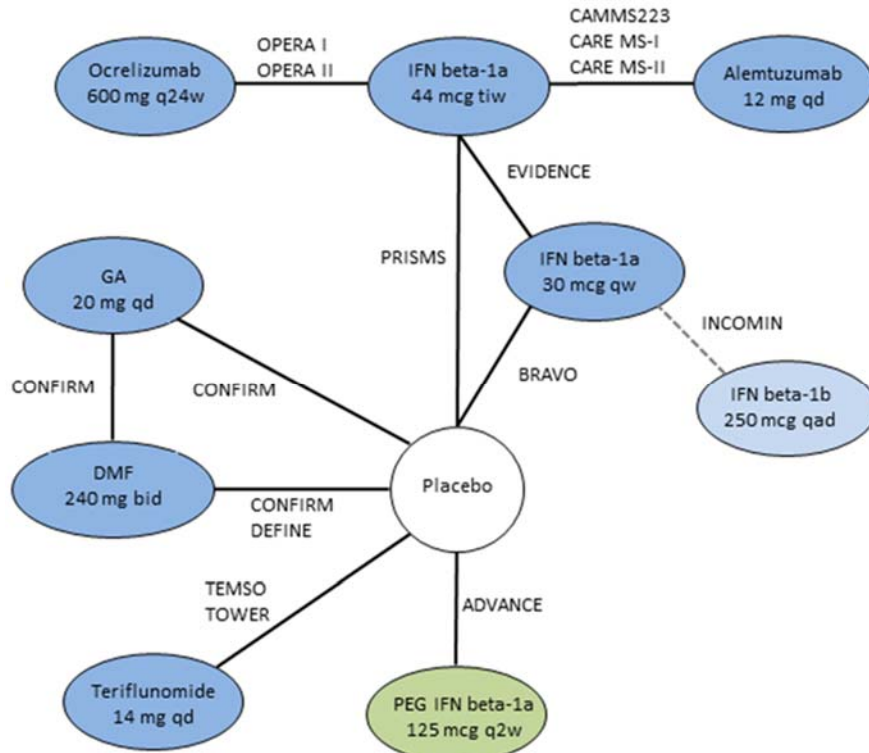 CAMMS223
OPERA I
CARE MS-I
OPERA II
CARE MS-II
Ocrelizumab
600 mg q24w
IFN beta-1a
44 mcg tiw
Alemtuzumab
12 mg qd
EVIDENCE
PRISMS
GA
20 mg qd
IFN beta-1a
30 mcg qw
INCOMIN
CONFIRM
CONFIRM
BRAVO
IFN beta-1b
250 mcg qad
DMF
240 mg bid
Placebo
CONFIRM
DEFINE
TEMSO
TOWER
ADVANCE
Teriflunomide
14 mg qd
PEG IFN beta-1a
125 mcg q2w